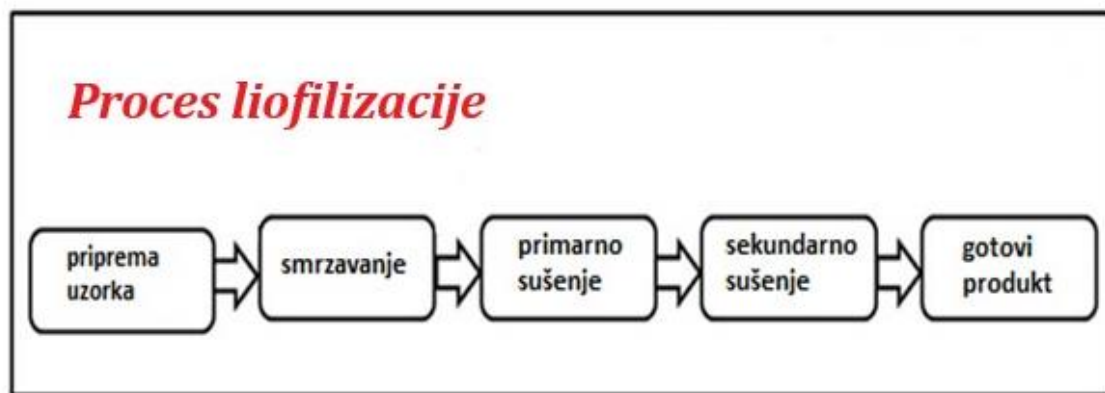 Proces liofilizacije
priprema
uzorka
smrzavanje
primarno
sušenje
sekundarno
sušenje
gotovi
produkt